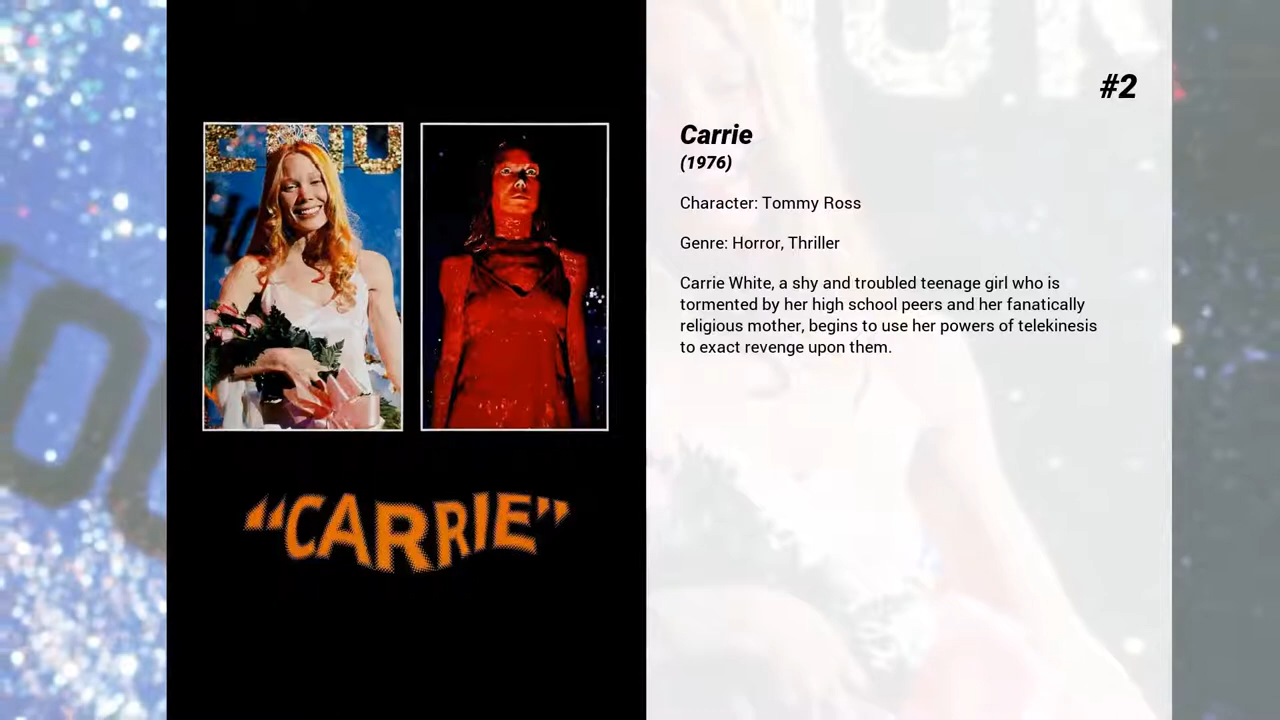 #2
Carrie
(1976)
Character: Tommy Ross
Genre: Horror, Thriller
Carrie White, a shy and troubled teenage girl who is
tormented by her high school peers and her fanatically
religious mother, begins to use her powers of telekinesis
to exact revenge upon them.
“CARRIE”